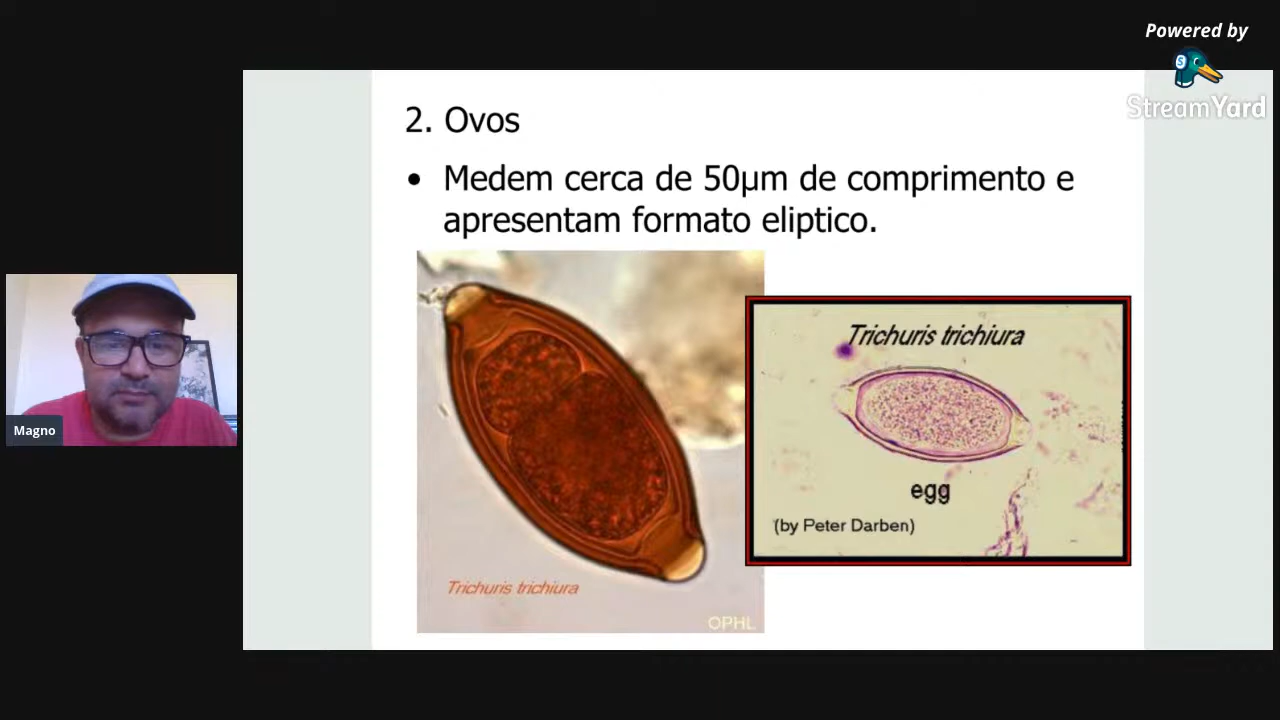 Powered by
StreamYard
2. Ovos
• Medem cerca de 50µm de comprimento e
apresentam formato eliptico.
Trichuris trichiura
egg
(by Peter Darben)
Trichuris trichiura
OPHL
Magno